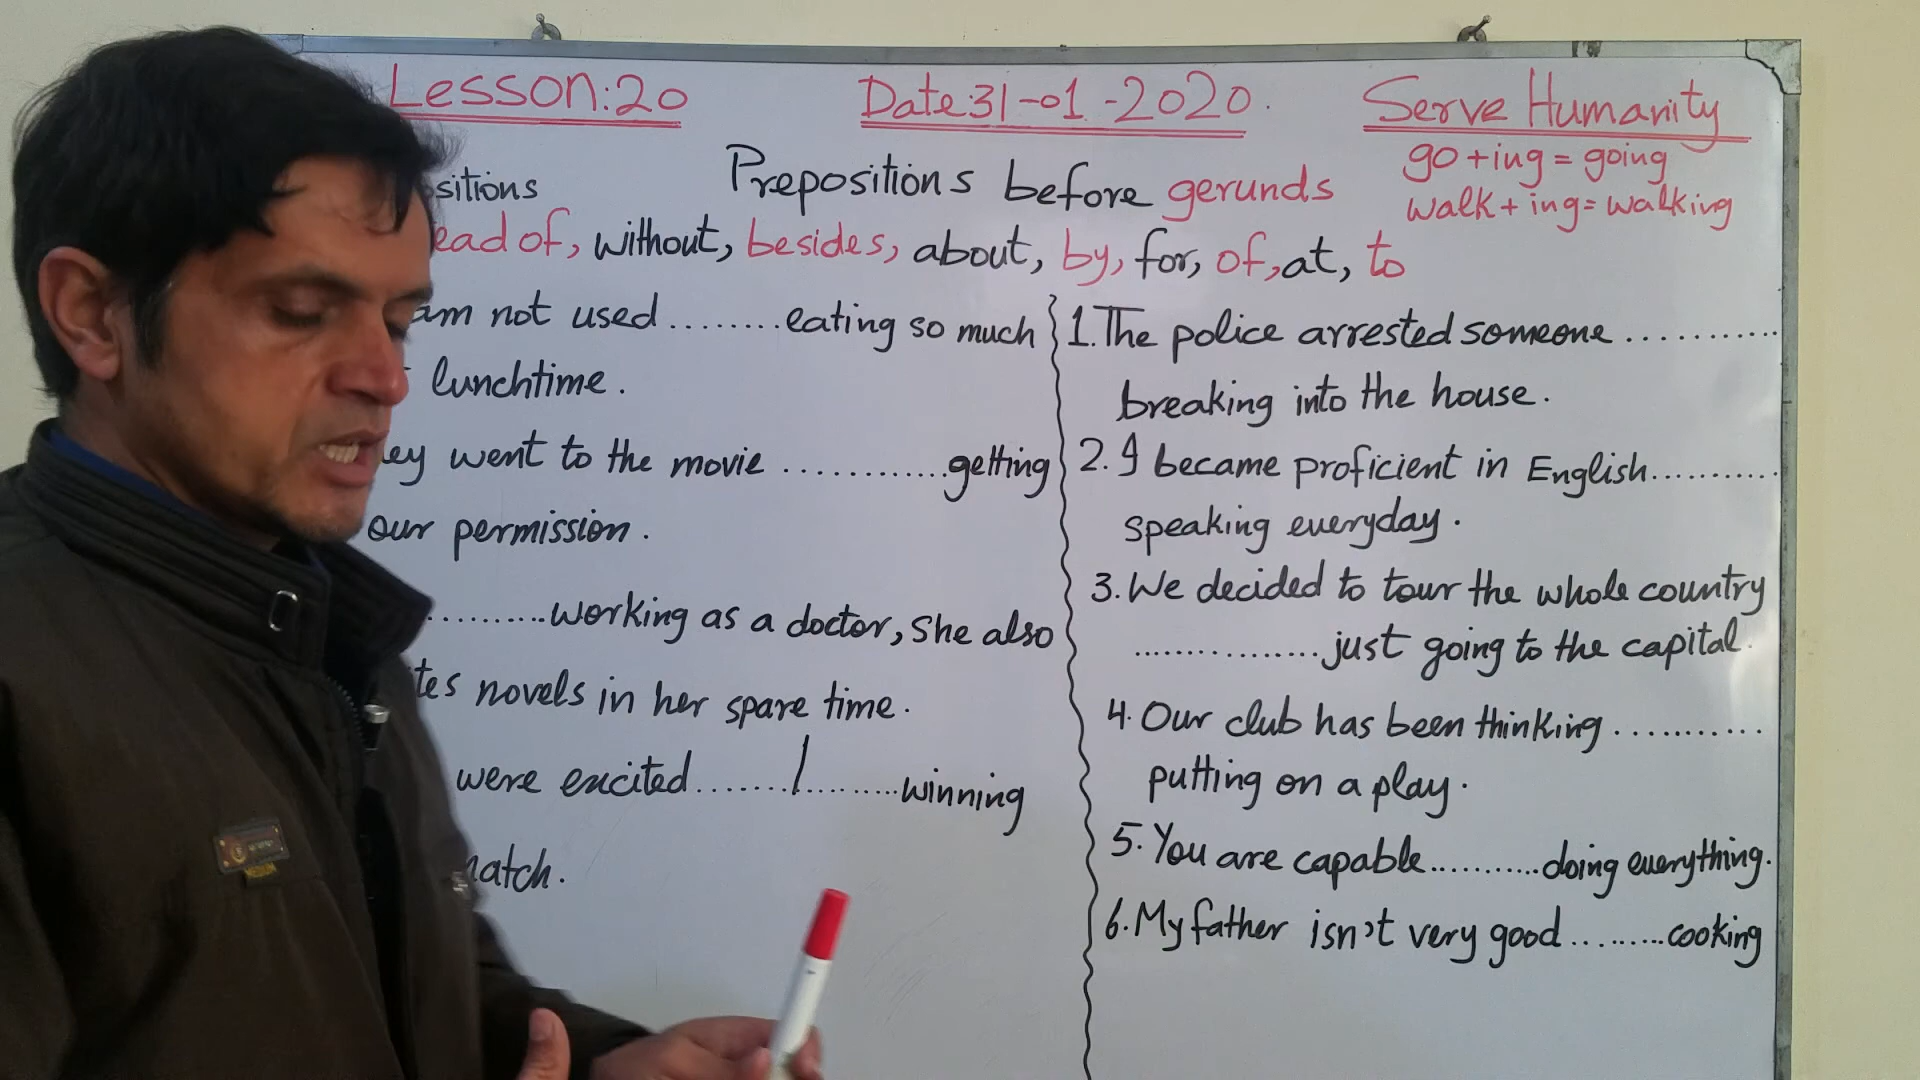 Lesson:20 Date:31-01-2020. Serve Humanity
go+ing=going
walk+ing=walking
sitions Prepositions before gerunds
ead of, without, besides, about, by, for, of, at, to
am not used ........ eating so much
lunchtime.
ey went to the movie ............ getting
our permission.
.......... working as a doctor, she also
tes novels in her spare time.
were excited ......./......... winning
match.
1. The police arrested someone ...........
breaking into the house.
2. I became proficient in English..........
speaking everyday.
3. We decided to tour the whole country
................ just going to the capital.
4. Our club has been thinking ...........
putting on a play.
5. You are capable........... doing everything.
6. My father isn't very good ......... cooking